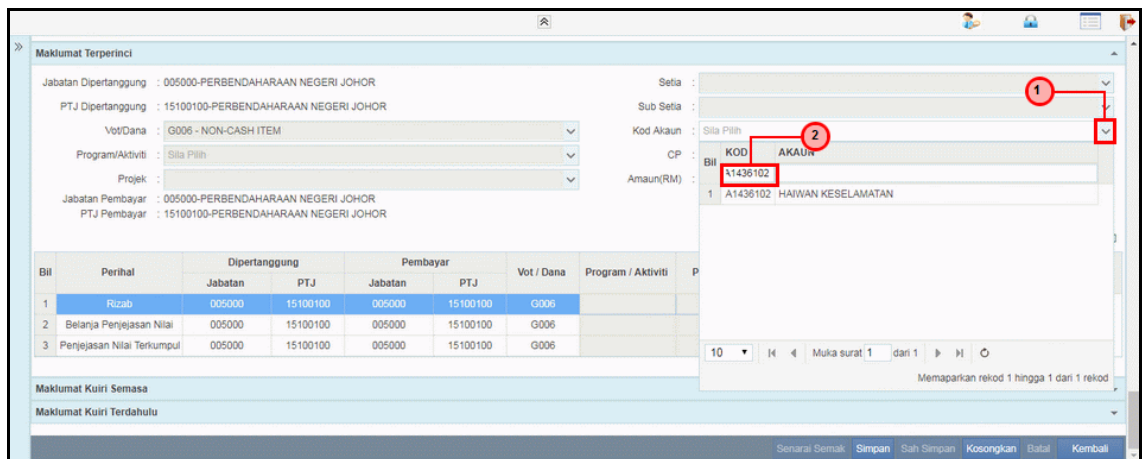 Maklumat Terperinci
Jabatan Dipertanggung : 005000-PERBENDAHARAAN NEGERI JOHOR
Setia :
1
PTJ Dipertanggung : 15100100-PERBENDAHARAAN NEGERI JOHOR
Sub Setia :
Vot/Dana : G006 - NON-CASH ITEM
Kod Akaun : Sila Pilih
2
Program/Aktiviti : Sila Pilih
CP :
Bil KOD AKAUN
Projek :
Amaun(RM) :
A1436102
Jabatan Pembayar : 005000-PERBENDAHARAAN NEGERI JOHOR
1 A1436102 HAIWAN KESELAMATAN
PTJ Pembayar : 15100100-PERBENDAHARAAN NEGERI JOHOR
Bil Perihal Dipertanggung Pembayar Vot / Dana Program / Aktiviti P
Jabatan PTJ Jabatan PTJ
1 Rizab 005000 15100100 005000 15100100 G006
2 Belanja Penjejasan Nilai 005000 15100100 005000 15100100 G006
3 Penjejasan Nilai Terkumpul 005000 15100100 005000 15100100 G006
10 Muka surat 1 dari 1
Memaparkan rekod 1 hingga 1 dari 1 rekod
Maklumat Kuiri Semasa
Maklumat Kuiri Terdahulu
Senarai Semak Simpan Sah Simpan Kosongkan Batal Kembali